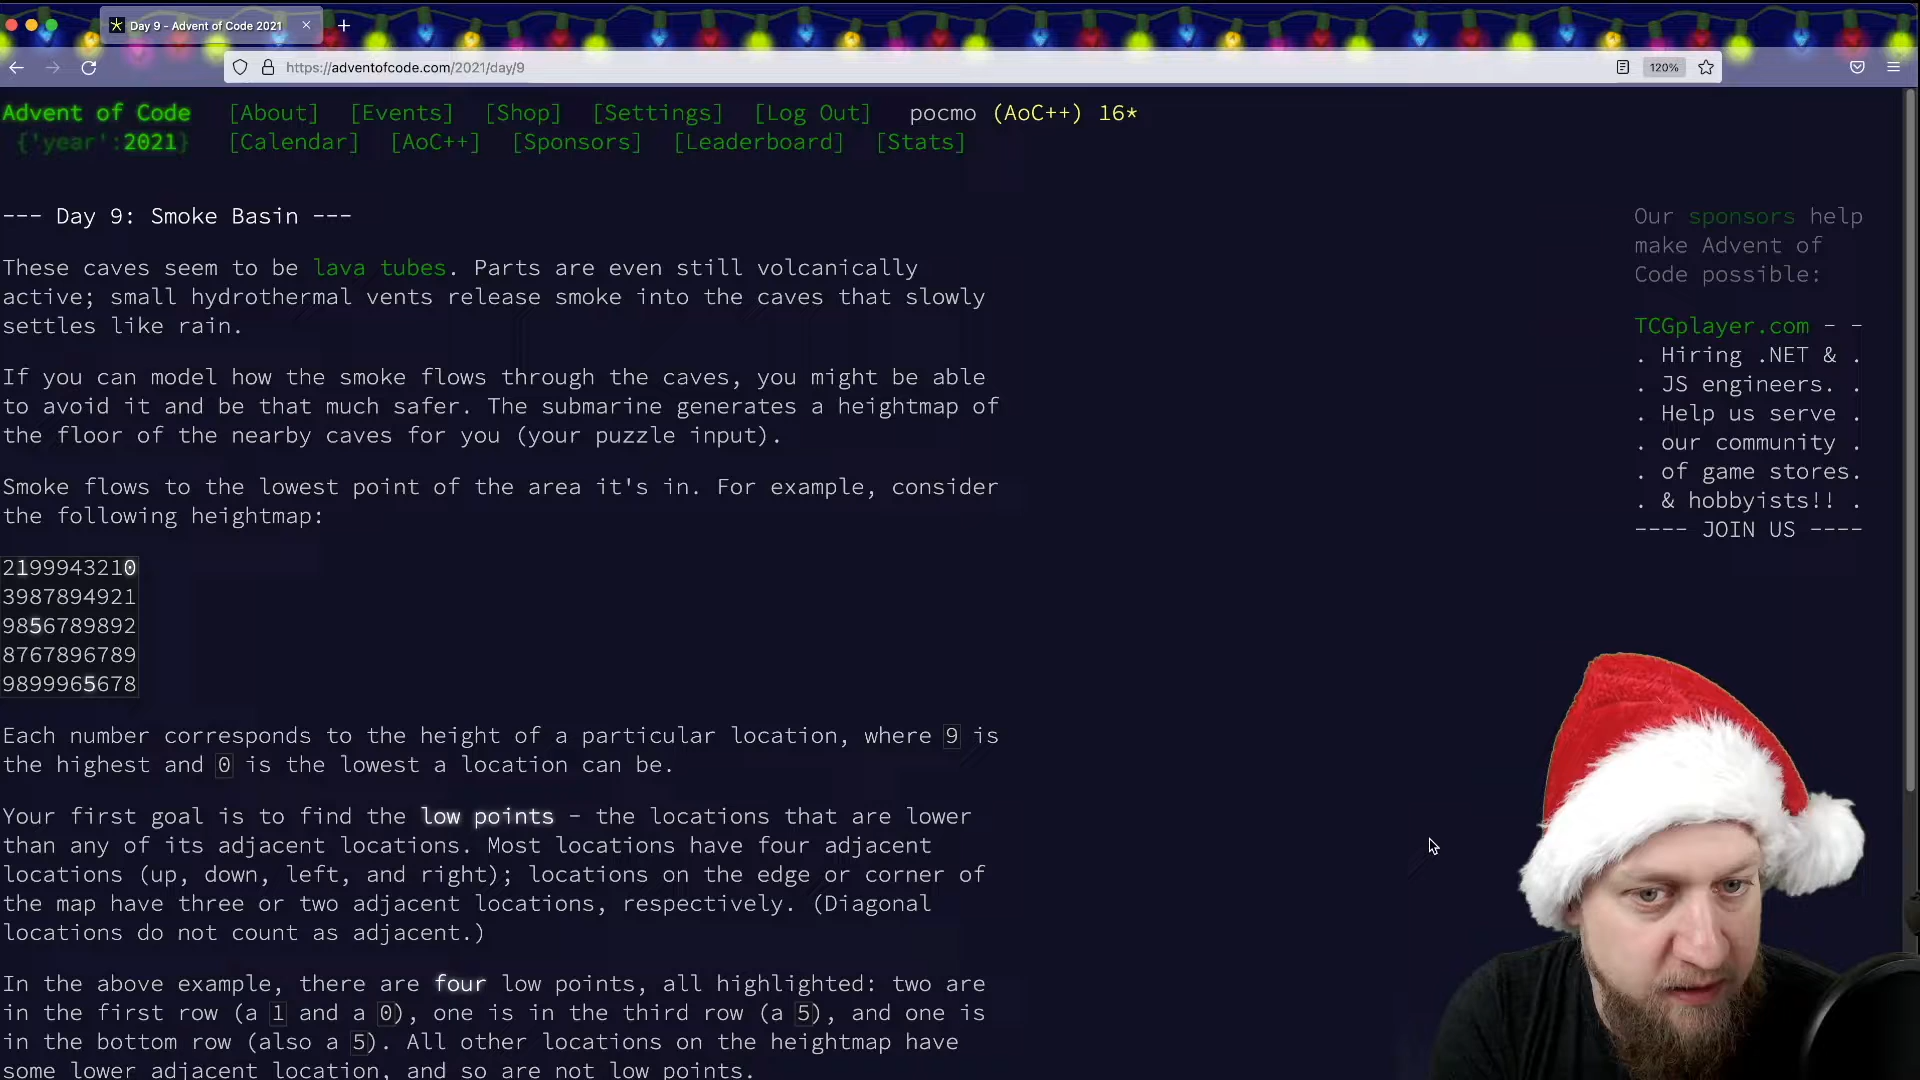 Day 9 - Advent of Code 2021
https://adventofcode.com/2021/day/9
120%
Advent of Code [About] [Events] [Shop] [Settings] [Log Out] pocmo (AoC++) 16*
{'year':2021} [Calendar] [AoC++] [Sponsors] [Leaderboard] [Stats]
--- Day 9: Smoke Basin ---
These caves seem to be lava tubes. Parts are even still volcanically
active; small hydrothermal vents release smoke into the caves that slowly
settles like rain.
If you can model how the smoke flows through the caves, you might be able
to avoid it and be that much safer. The submarine generates a heightmap of
the floor of the nearby caves for you (your puzzle input).
Smoke flows to the lowest point of the area it's in. For example, consider
the following heightmap:
2199943210
3987894921
9856789892
8767896789
9899965678
Each number corresponds to the height of a particular location, where 9 is
the highest and 0 is the lowest a location can be.
Your first goal is to find the low points - the locations that are lower
than any of its adjacent locations. Most locations have four adjacent
locations (up, down, left, and right); locations on the edge or corner of
the map have three or two adjacent locations, respectively. (Diagonal
locations do not count as adjacent.)
In the above example, there are four low points, all highlighted: two are
in the first row (a 1 and a 0), one is in the third row (a 5), and one is
in the bottom row (also a 5). All other locations on the heightmap have
some lower adjacent location, and so are not low points.
Our sponsors help
make Advent of
Code possible:
TCGplayer.com - -
. Hiring .NET & .
. JS engineers. .
. Help us serve .
. our community .
. of game stores.
. & hobbyists!! .
---- JOIN US ----